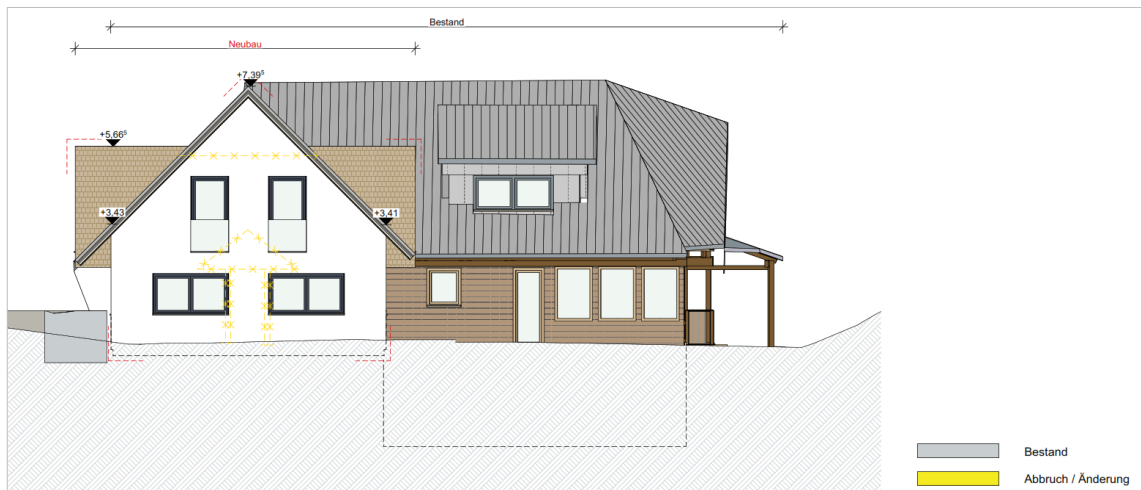 Bestand
Neubau
+7.39⁵
+5.66⁵
+3.43
+3.41
Bestand
Abbruch / Änderung